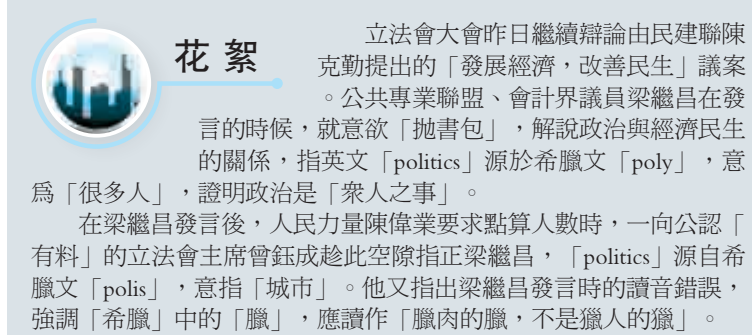 花絮
立法會大會昨日繼續辯論由民建聯陳
克勤提出的「發展經濟，改善民生」議案
。公共專業聯盟、會計界議員梁繼昌在發
言的時候，就意欲「拋書包」，解說政治與經濟民生
的關係，指英文「politics」源於希臘文「poly」，意
爲「很多人」，證明政治是「衆人之事」。
在梁繼昌發言後，人民力量陳偉業要求點算人數時，一向公認「
有料」的立法會主席曾鈺成趁此空隙指正梁繼昌，「politics」源自希
臘文「polis」，意指「城市」。他又指出梁繼昌發言時的讀音錯誤，
強調「希臘」中的「臘」，應讀作「臘肉的臘，不是獵人的獵」。